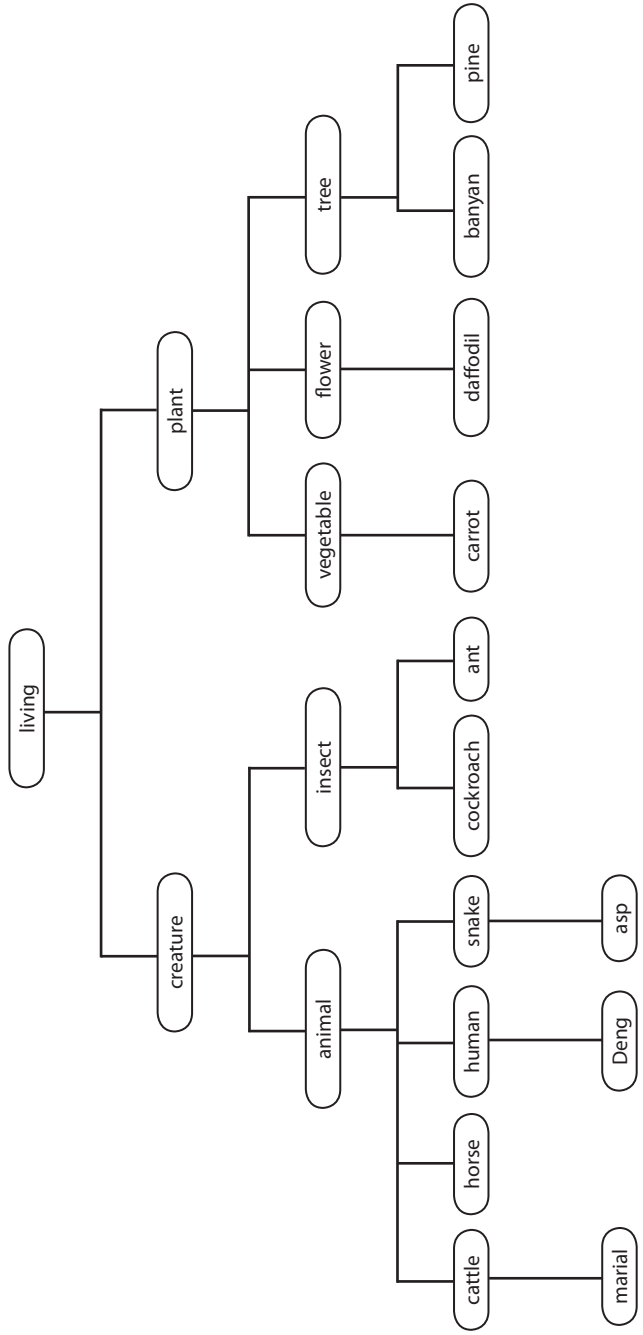 living
creature
plant
animal
insect
vegetable
flower
tree
cattle
horse
human
snake
cockroach
ant
carrot
daffodil
banyan
pine
marial
Deng
asp